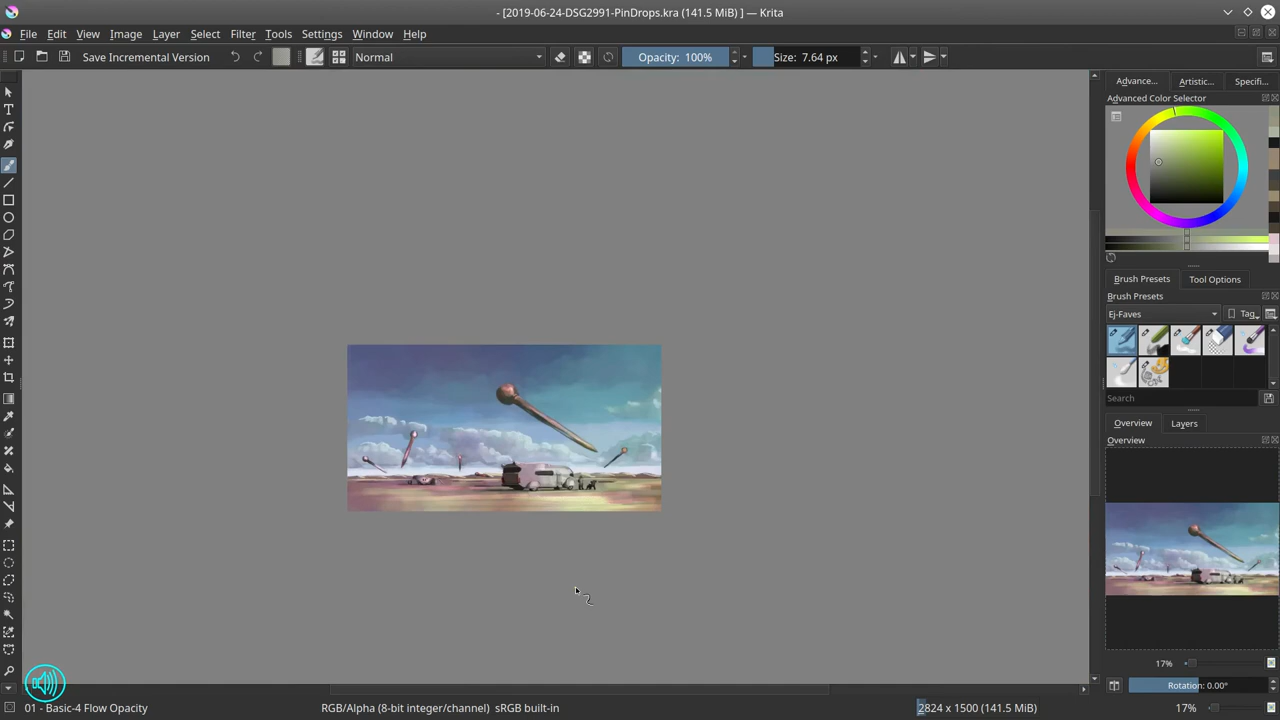 - [2019-06-24-DSG2991-PinDrops.kra (141.5 MiB) ] — Krita
File Edit View Image Layer Select Filter Tools Settings Window Help
Save Incremental Version Normal Opacity: 100% Size: 7.64 px
Advance... Artistic... Specifi...
Advanced Color Selector
Brush Presets Tool Options
Brush Presets
Ej-Faves Tag
Search
Overview Layers
Overview
17%
Rotation: 0.00°
01 - Basic-4 Flow Opacity RGB/Alpha (8-bit integer/channel) sRGB built-in 2824 x 1500 (141.5 MiB) 17%